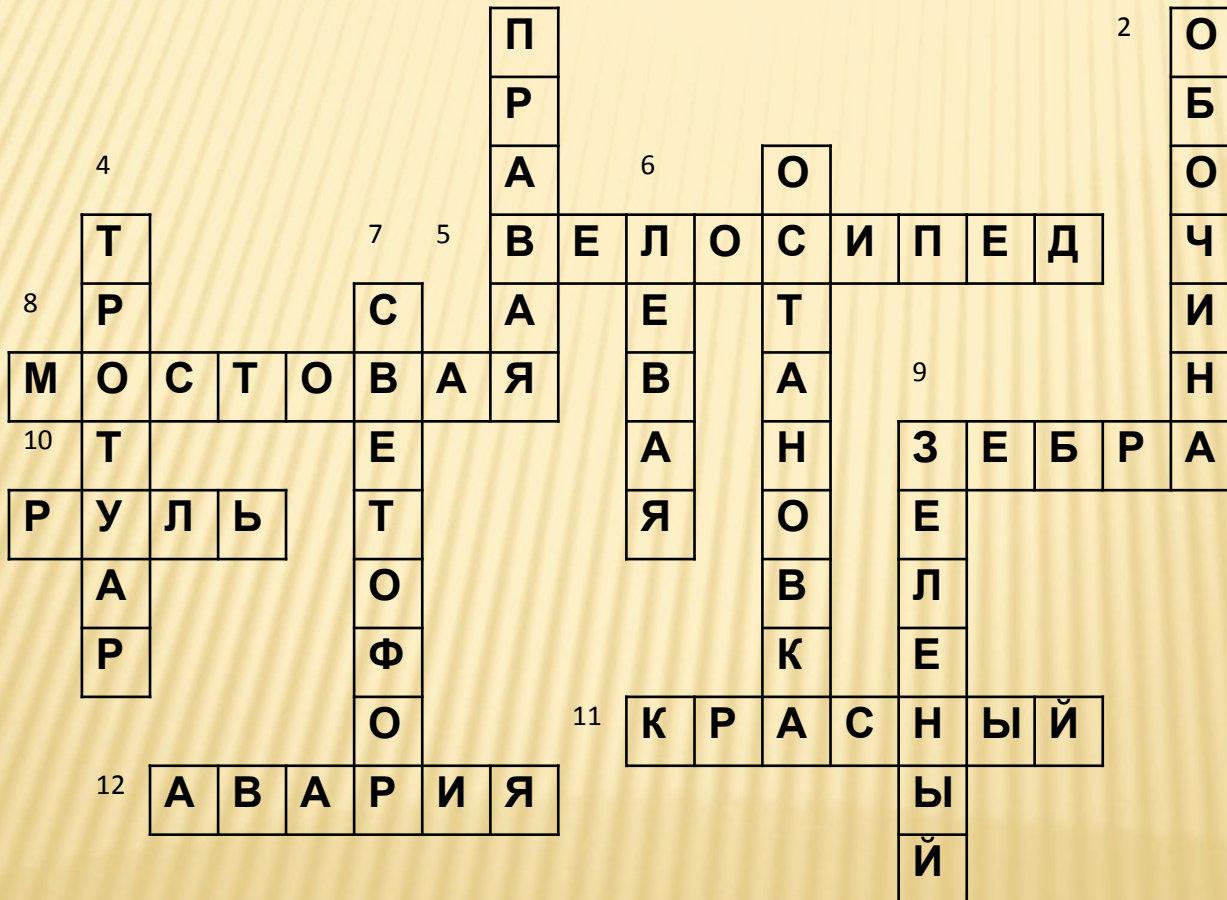 П 2 О
Р Б
4 А 6 О О
Т 7 5 В Е Л О С И П Е Д Ч
8 Р С А Е Т И
М О С Т О В А Я В А 9 Н
10 Т Е А Н З Е Б Р А
Р У Л Ь Т Я О Е
А О В Л
Р Ф К Е
О 11 К Р А С Н Ы Й
12 А В А Р И Я Ы
Й